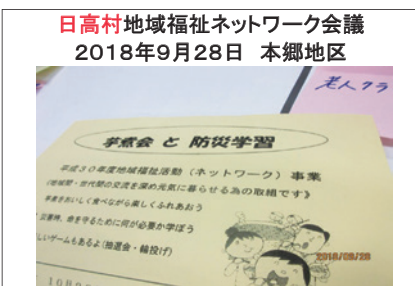 日高村地域福祉ネットワーク会議
2018年9月28日 本郷地区
老人クラ
芋煮会 と 防災学習
平成30年度地域福祉活動（ネットワーク）事業
(地域間・世代間の交流を深め元気に暮らせる為の取組です》
芋煮をおいしく食べながら楽しくふれあおう
災害時、命を守るために何が必要か学ぼう
しいゲームもあるよ(抽選会・輪投げ)
2018/09/28